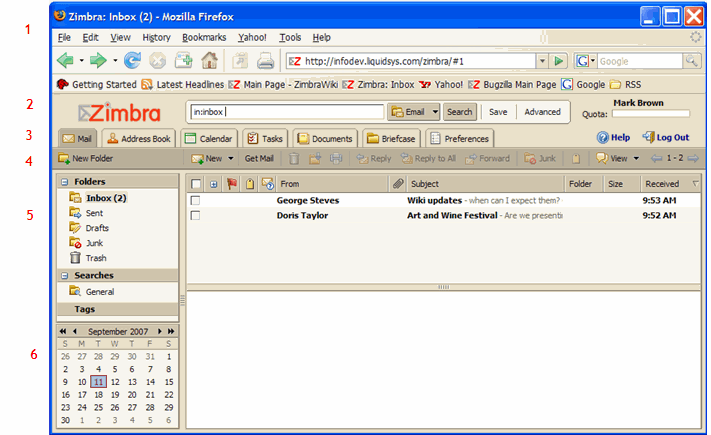 Zimbra: Inbox (2) - Mozilla Firefox
1
File Edit View History Bookmarks Yahoo! Tools Help
http://infodev.liquidsys.com/zimbra/#1 G Google
Getting Started Latest Headlines Main Page - ZimbraWiki Zimbra: Inbox Yahoo! Bugzilla Main Page Google RSS
2
Zimbra in:inbox Email Search Save Advanced
Mark Brown
Quota:
3
Mail Address Book Calendar Tasks Documents Briefcase Preferences Help Log Out
4
New Folder New Get Mail Reply Reply to All Forward Junk View 1 - 2
Folders From Subject Folder Size Received
Inbox (2) George Steves Wiki updates - when can I expect them? 9:53 AM
5
Sent Doris Taylor Art and Wine Festival - Are we presenti 9:52 AM
Drafts
Junk
Trash
Searches
General
Tags
September 2007
6
S M T W T F S
26 27 28 29 30 31 1
2 3 4 5 6 7 8
9 10 11 12 13 14 15
16 17 18 19 20 21 22
23 24 25 26 27 28 29
30 1 2 3 4 5 6